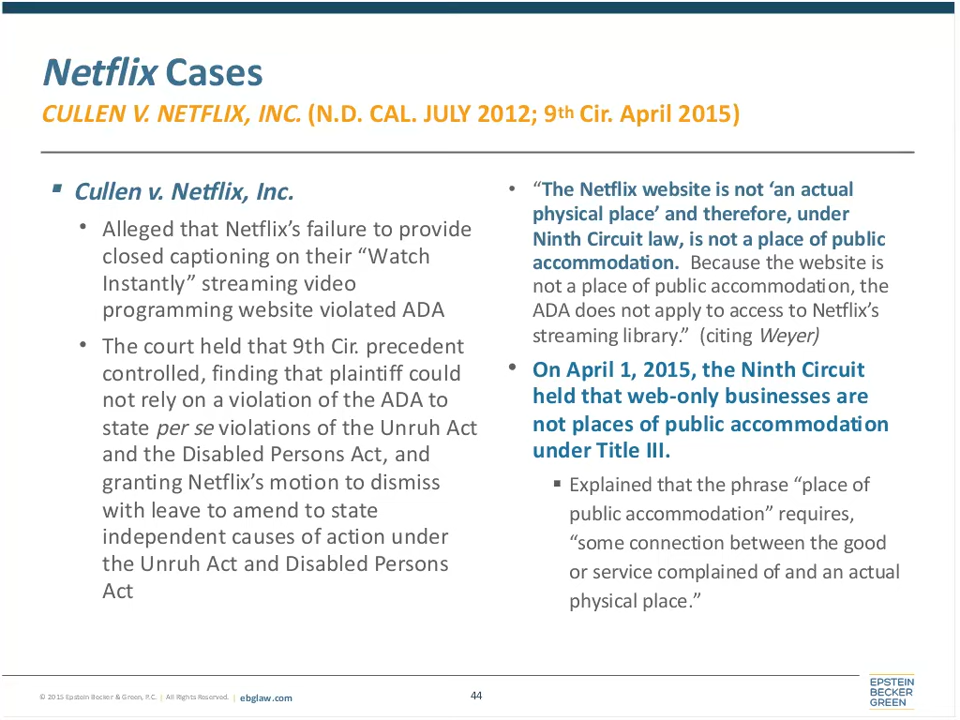 Netflix Cases
CULLEN V. NETFLIX, INC. (N.D. CAL. JULY 2012; 9th Cir. April 2015)
▪ Cullen v. Netflix, Inc.
• Alleged that Netflix’s failure to provide
closed captioning on their “Watch
Instantly” streaming video
programming website violated ADA
• The court held that 9th Cir. precedent
controlled, finding that plaintiff could
not rely on a violation of the ADA to
state per se violations of the Unruh Act
and the Disabled Persons Act, and
granting Netflix’s motion to dismiss
with leave to amend to state
independent causes of action under
the Unruh Act and Disabled Persons
Act
• “The Netflix website is not ‘an actual
physical place’ and therefore, under
Ninth Circuit law, is not a place of public
accommodation. Because the website is
not a place of public accommodation, the
ADA does not apply to access to Netflix’s
streaming library.” (citing Weyer)
• On April 1, 2015, the Ninth Circuit
held that web-only businesses are
not places of public accommodation
under Title III.
▪ Explained that the phrase “place of
public accommodation” requires,
“some connection between the good
or service complained of and an actual
physical place.”
© 2015 Epstein Becker & Green, P.C. | All Rights Reserved. | ebglaw.com
44
EPSTEIN
BECKER
GREEN